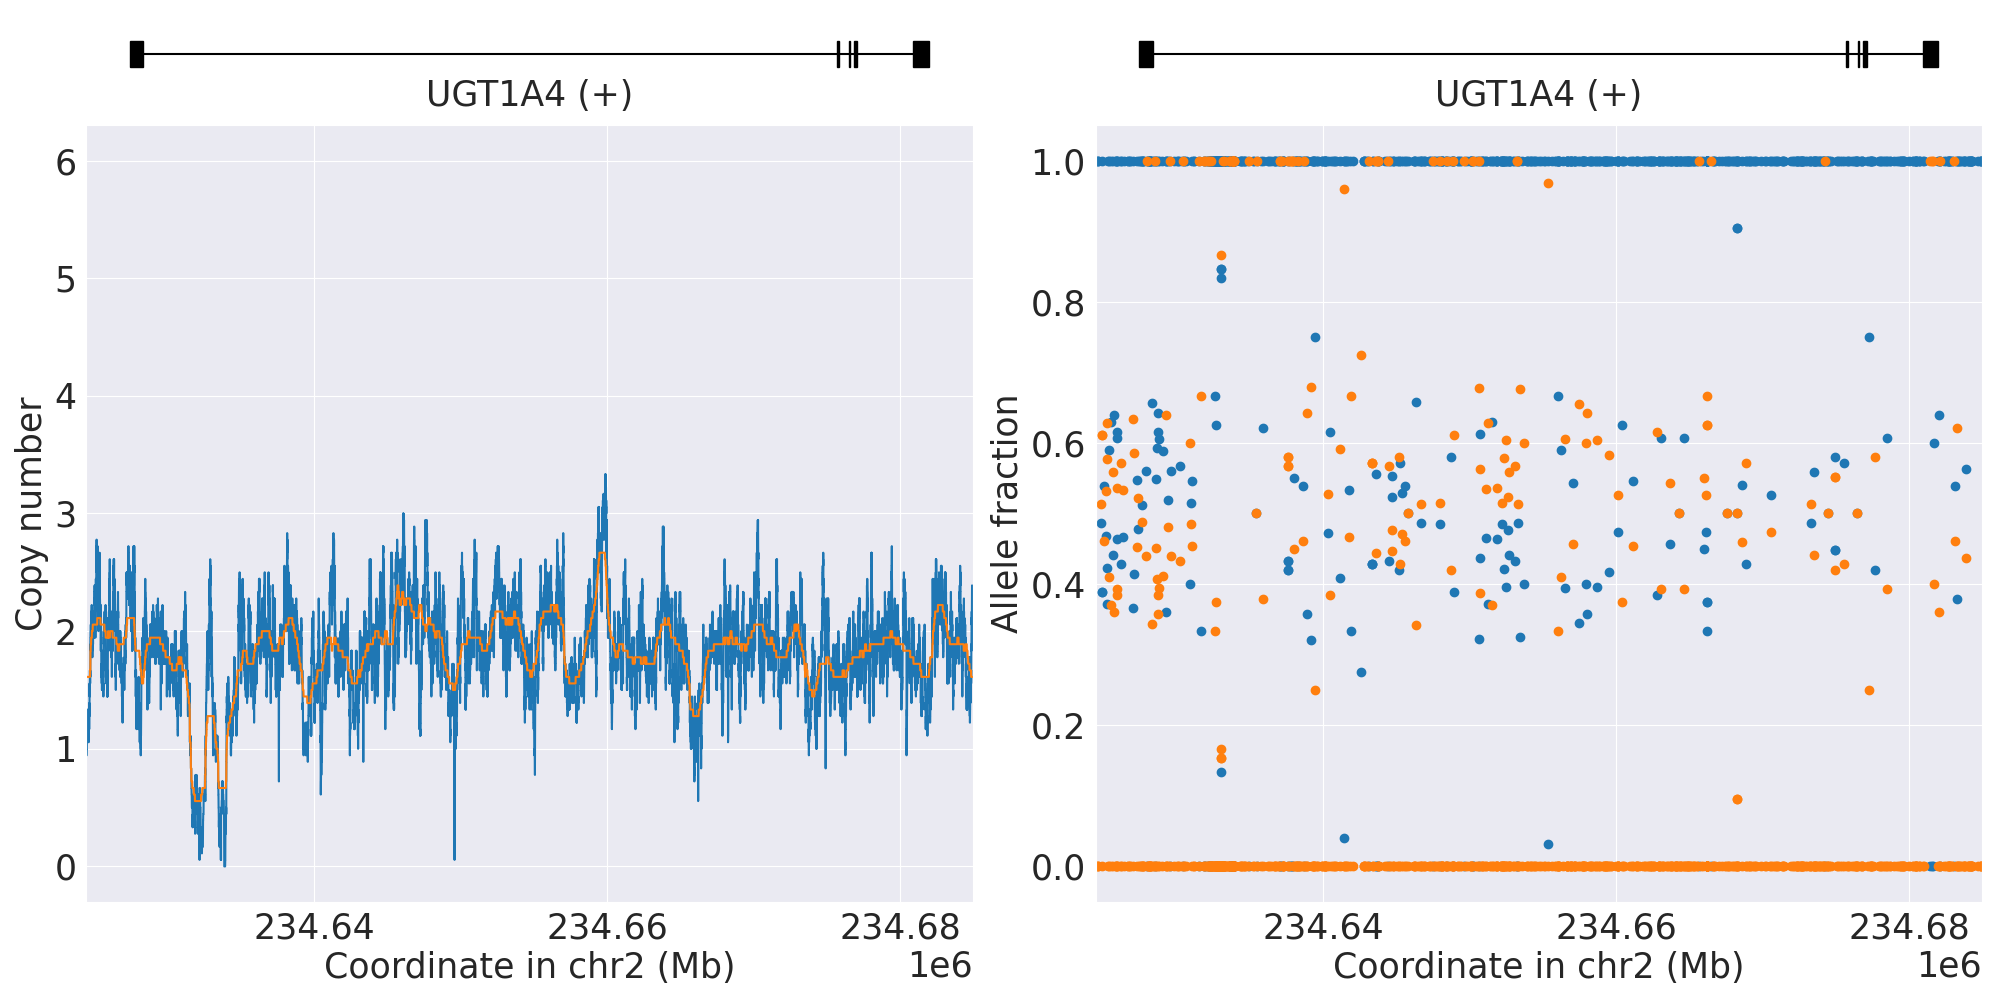 UGT1A4 (+)
6
5
4
3
2
1
0
Copy number
234.64
234.66
234.68
Coordinate in chr2 (Mb)
1e6
UGT1A4 (+)
1.0
0.8
0.6
0.4
0.2
0.0
Allele fraction
234.64
234.66
234.68
Coordinate in chr2 (Mb)
1e6